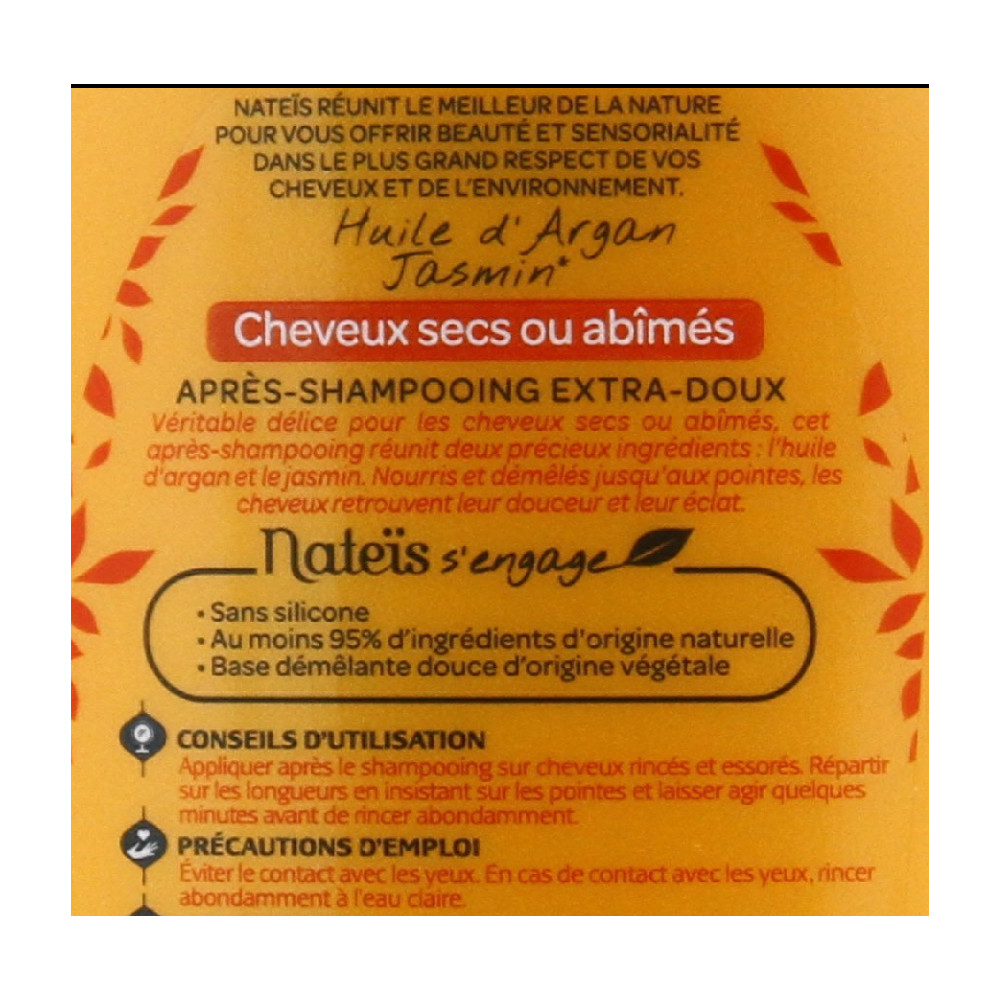 NATEÏS RÉUNIT LE MEILLEUR DE LA NATURE
POUR VOUS OFFRIR BEAUTÉ ET SENSORIALITÉ
DANS LE PLUS GRAND RESPECT DE VOS
CHEVEUX ET DE L'ENVIRONNEMENT.
Huile d'Argan
Jasmin*
Cheveux secs ou abîmés
APRÈS-SHAMPOOING EXTRA-DOUX
Véritable délice pour les cheveux secs ou abîmés, cet
après-shampooing réunit deux précieux ingrédients : l'huile
d'argan et le jasmin. Nourris et démêlés jusqu'aux pointes, les
cheveux retrouvent leur douceur et leur éclat.
Nateïs s'engage
• Sans silicone
• Au moins 95% d'ingrédients d'origine naturelle
• Base démêlante douce d'origine végétale
CONSEILS D'UTILISATION
Appliquer après le shampooing sur cheveux rincés et essorés. Répartir
sur les longueurs en insistant sur les pointes et laisser agir quelques
minutes avant de rincer abondamment.
PRÉCAUTIONS D'EMPLOI
Éviter le contact avec les yeux. En cas de contact avec les yeux, rincer
abondamment à l'eau claire.